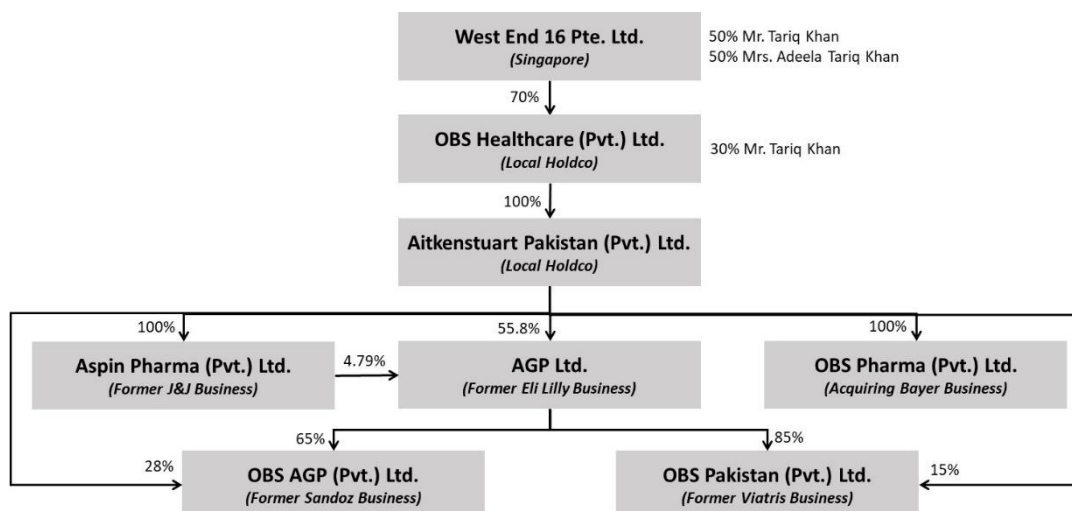 West End 16 Pte. Ltd.
(Singapore)
50% Mr. Tariq Khan
50% Mrs. Adeela Tariq Khan
70%
OBS Healthcare (Pvt.) Ltd.
(Local Holdco)
30% Mr. Tariq Khan
100%
Aitkenstuart Pakistan (Pvt.) Ltd.
(Local Holdco)
100%
55.8%
100%
Aspin Pharma (Pvt.) Ltd.
(Former J&J Business)
4.79%
AGP Ltd.
(Former Eli Lilly Business)
OBS Pharma (Pvt.) Ltd.
(Acquiring Bayer Business)
65%
85%
28%
OBS AGP (Pvt.) Ltd.
(Former Sandoz Business)
OBS Pakistan (Pvt.) Ltd.
(Former Viatris Business)
15%